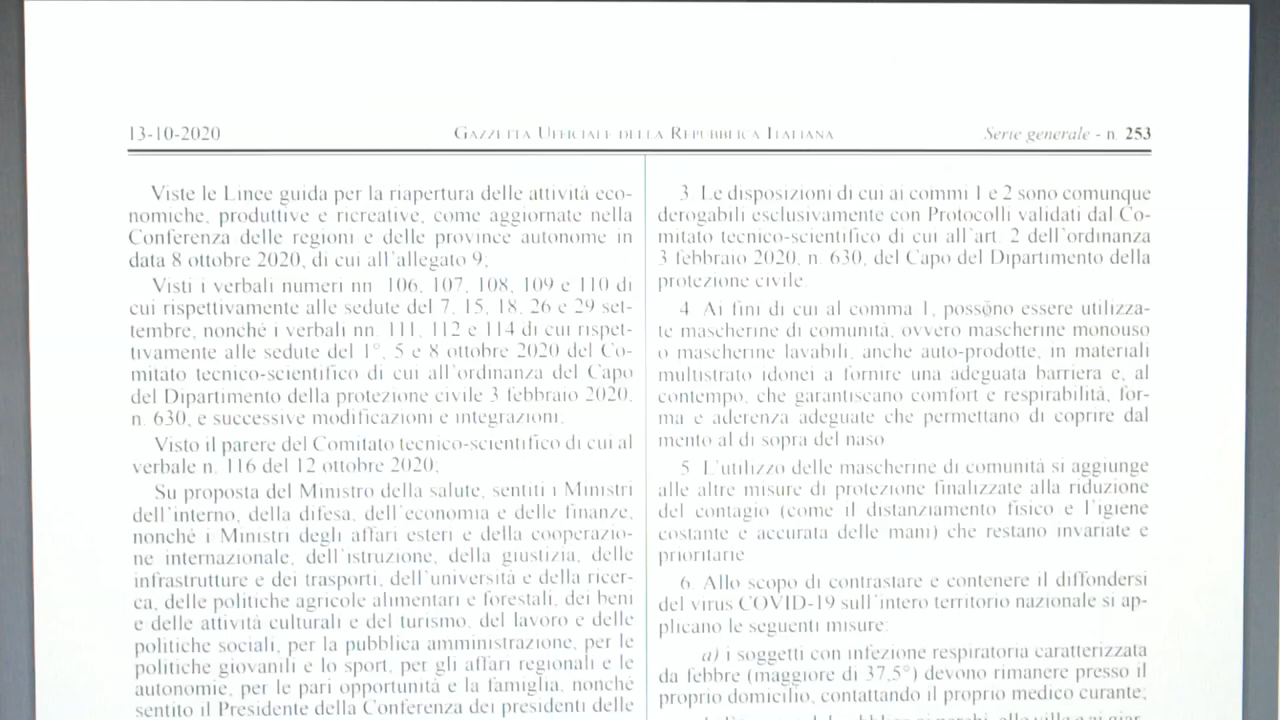 13-10-2020
GAZZETTA UFFICIALE DELLA REPUBBLICA ITALIANA
Serie generale - n. 253
Viste le Linee guida per la riapertura delle attività eco-
nomiche, produttive e ricreative, come aggiornate nella
Conferenza delle regioni e delle province autonome in
data 8 ottobre 2020, di cui all'allegato 9;
Visti i verbali numeri nn. 106, 107, 108, 109 e 110 di
cui rispettivamente alle sedute del 7, 15, 18, 26 e 29 set-
tembre, nonché i verbali nn. 111, 112 e 114 di cui rispet-
tivamente alle sedute del 1°, 5 e 8 ottobre 2020 del Co-
mitato tecnico-scientifico di cui all'ordinanza del Capo
del Dipartimento della protezione civile 3 febbraio 2020,
n. 630, e successive modificazioni e integrazioni;
Visto il parere del Comitato tecnico-scientifico di cui al
verbale n. 116 del 12 ottobre 2020;
Su proposta del Ministro della salute, sentiti i Ministri
dell'interno, della difesa, dell'economia e delle finanze,
nonché i Ministri degli affari esteri e della cooperazio-
ne internazionale, dell'istruzione, della giustizia, delle
infrastrutture e dei trasporti, dell'università e della ricer-
ca, delle politiche agricole alimentari e forestali, dei beni
e delle attività culturali e del turismo, del lavoro e delle
politiche sociali, per la pubblica amministrazione, per le
politiche giovanili e lo sport, per gli affari regionali e le
autonomie, per le pari opportunità e la famiglia, nonché
sentito il Presidente della Conferenza dei presidenti delle
3. Le disposizioni di cui ai commi 1 e 2 sono comunque
derogabili esclusivamente con Protocolli validati dal Co-
mitato tecnico-scientifico di cui all'art. 2 dell'ordinanza
3 febbraio 2020, n. 630, del Capo del Dipartimento della
protezione civile.
4. Ai fini di cui al comma 1, possono essere utilizza-
te mascherine di comunità, ovvero mascherine monouso
o mascherine lavabili, anche auto-prodotte, in materiali
multistrato idonei a fornire una adeguata barriera e, al
contempo, che garantiscano comfort e respirabilità, for-
ma e aderenza adeguate che permettano di coprire dal
mento al di sopra del naso.
5. L'utilizzo delle mascherine di comunità si aggiunge
alle altre misure di protezione finalizzate alla riduzione
del contagio (come il distanziamento fisico e l'igiene
costante e accurata delle mani) che restano invariate e
prioritarie.
6. Allo scopo di contrastare e contenere il diffondersi
del virus COVID-19 sull'intero territorio nazionale si ap-
plicano le seguenti misure:
a) i soggetti con infezione respiratoria caratterizzata
da febbre (maggiore di 37,5°) devono rimanere presso il
proprio domicilio, contattando il proprio medico curante;